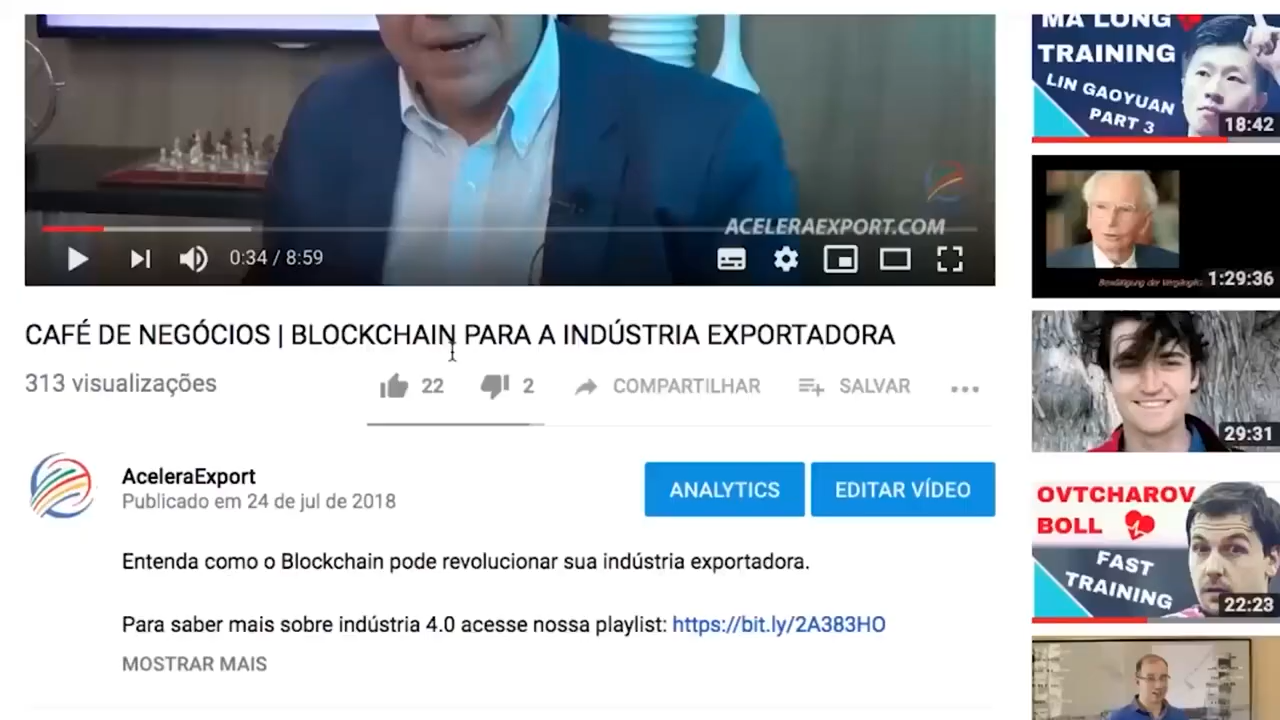 ACELERAEXPORT.COM
0:34 / 8:59
CAFÉ DE NEGÓCIOS | BLOCKCHAIN PARA A INDÚSTRIA EXPORTADORA
313 visualizações
22
2
COMPARTILHAR
SALVAR
AceleraExport
Publicado em 24 de jul de 2018
ANALYTICS
EDITAR VÍDEO
Entenda como o Blockchain pode revolucionar sua indústria exportadora.
Para saber mais sobre indústria 4.0 acesse nossa playlist: https://bit.ly/2A383HO
MOSTRAR MAIS
MA LONG
TRAINING
LIN GAOYUAN
PART 3
18:42
1:29:36
29:31
OVTCHAROV
BOLL
FAST
TRAINING
22:23